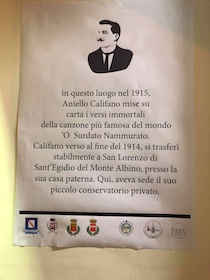 in questo luogo nel 1915,
Aniello Califano mise su
carta i versi immortali
della canzone più famosa del mondo
'O Surdato Nammurato.
Califano verso al fine del 1914, si trasferì
stabilmente a San Lorenzo di
Sant'Egidio del Monte Albino, presso la
sua casa paterna. Qui, aveva sede il suo
piccolo conservatorio privato.